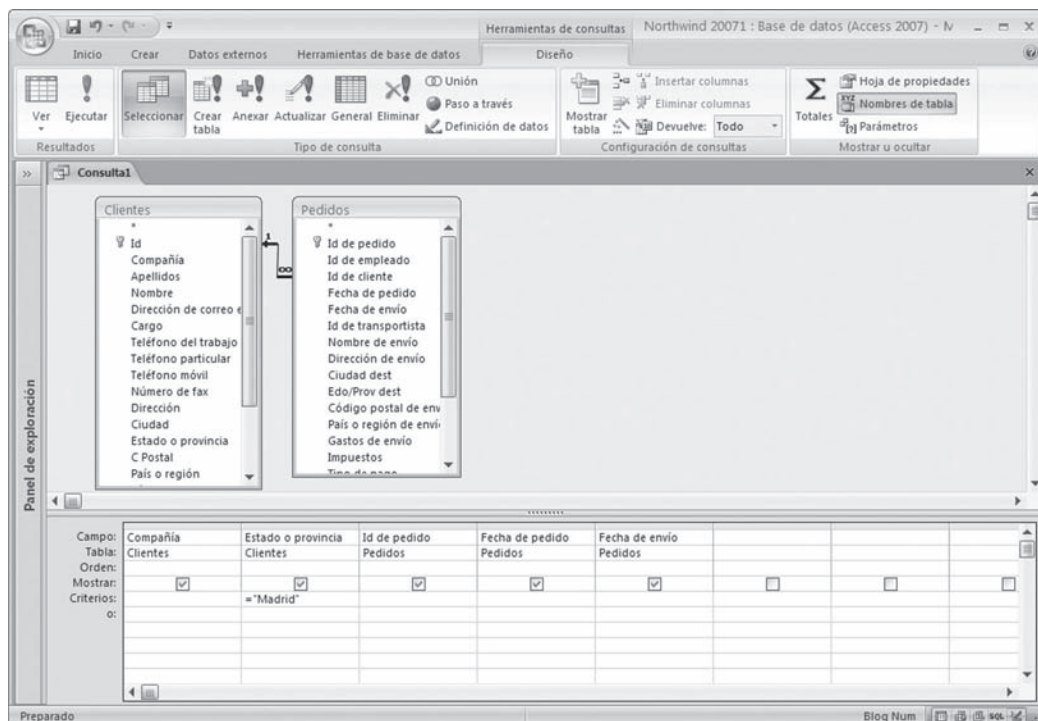 Herramientas de consultas
Northwind 20071 : Base de datos (Access 2007) - M
Inicio Crear Datos externos Herramientas de base de datos Diseño
Ver Ejecutar
Resultados
Seleccionar Crear tabla Anexar Actualizar General Eliminar
Unión
Paso a través
Definición de datos
Tipo de consulta
Mostrar tabla
Insertar columnas
Eliminar columnas
Devuelve: Todo
Configuración de consultas
Totales
Hoja de propiedades
Nombres de tabla
Parámetros
Mostrar u ocultar
Consulta1
Panel de exploración
Clientes
*
Id
Compañía
Apellidos
Nombre
Dirección de correo e
Cargo
Teléfono del trabajo
Teléfono particular
Teléfono móvil
Número de fax
Dirección
Ciudad
Estado o provincia
C Postal
País o región
1
∞
Pedidos
*
Id de pedido
Id de empleado
Id de cliente
Fecha de pedido
Fecha de envío
Id de transportista
Nombre de envío
Dirección de envío
Ciudad dest
Edo/Prov dest
Código postal de env
País o región de enví
Gastos de envío
Impuestos
Tipo de pago
Campo: Compañía Estado o provincia Id de pedido Fecha de pedido Fecha de envío
Tabla: Clientes Clientes Pedidos Pedidos Pedidos
Orden:
Mostrar:
Criterios: ="Madrid"
o:
Preparado Bloq Num SQL